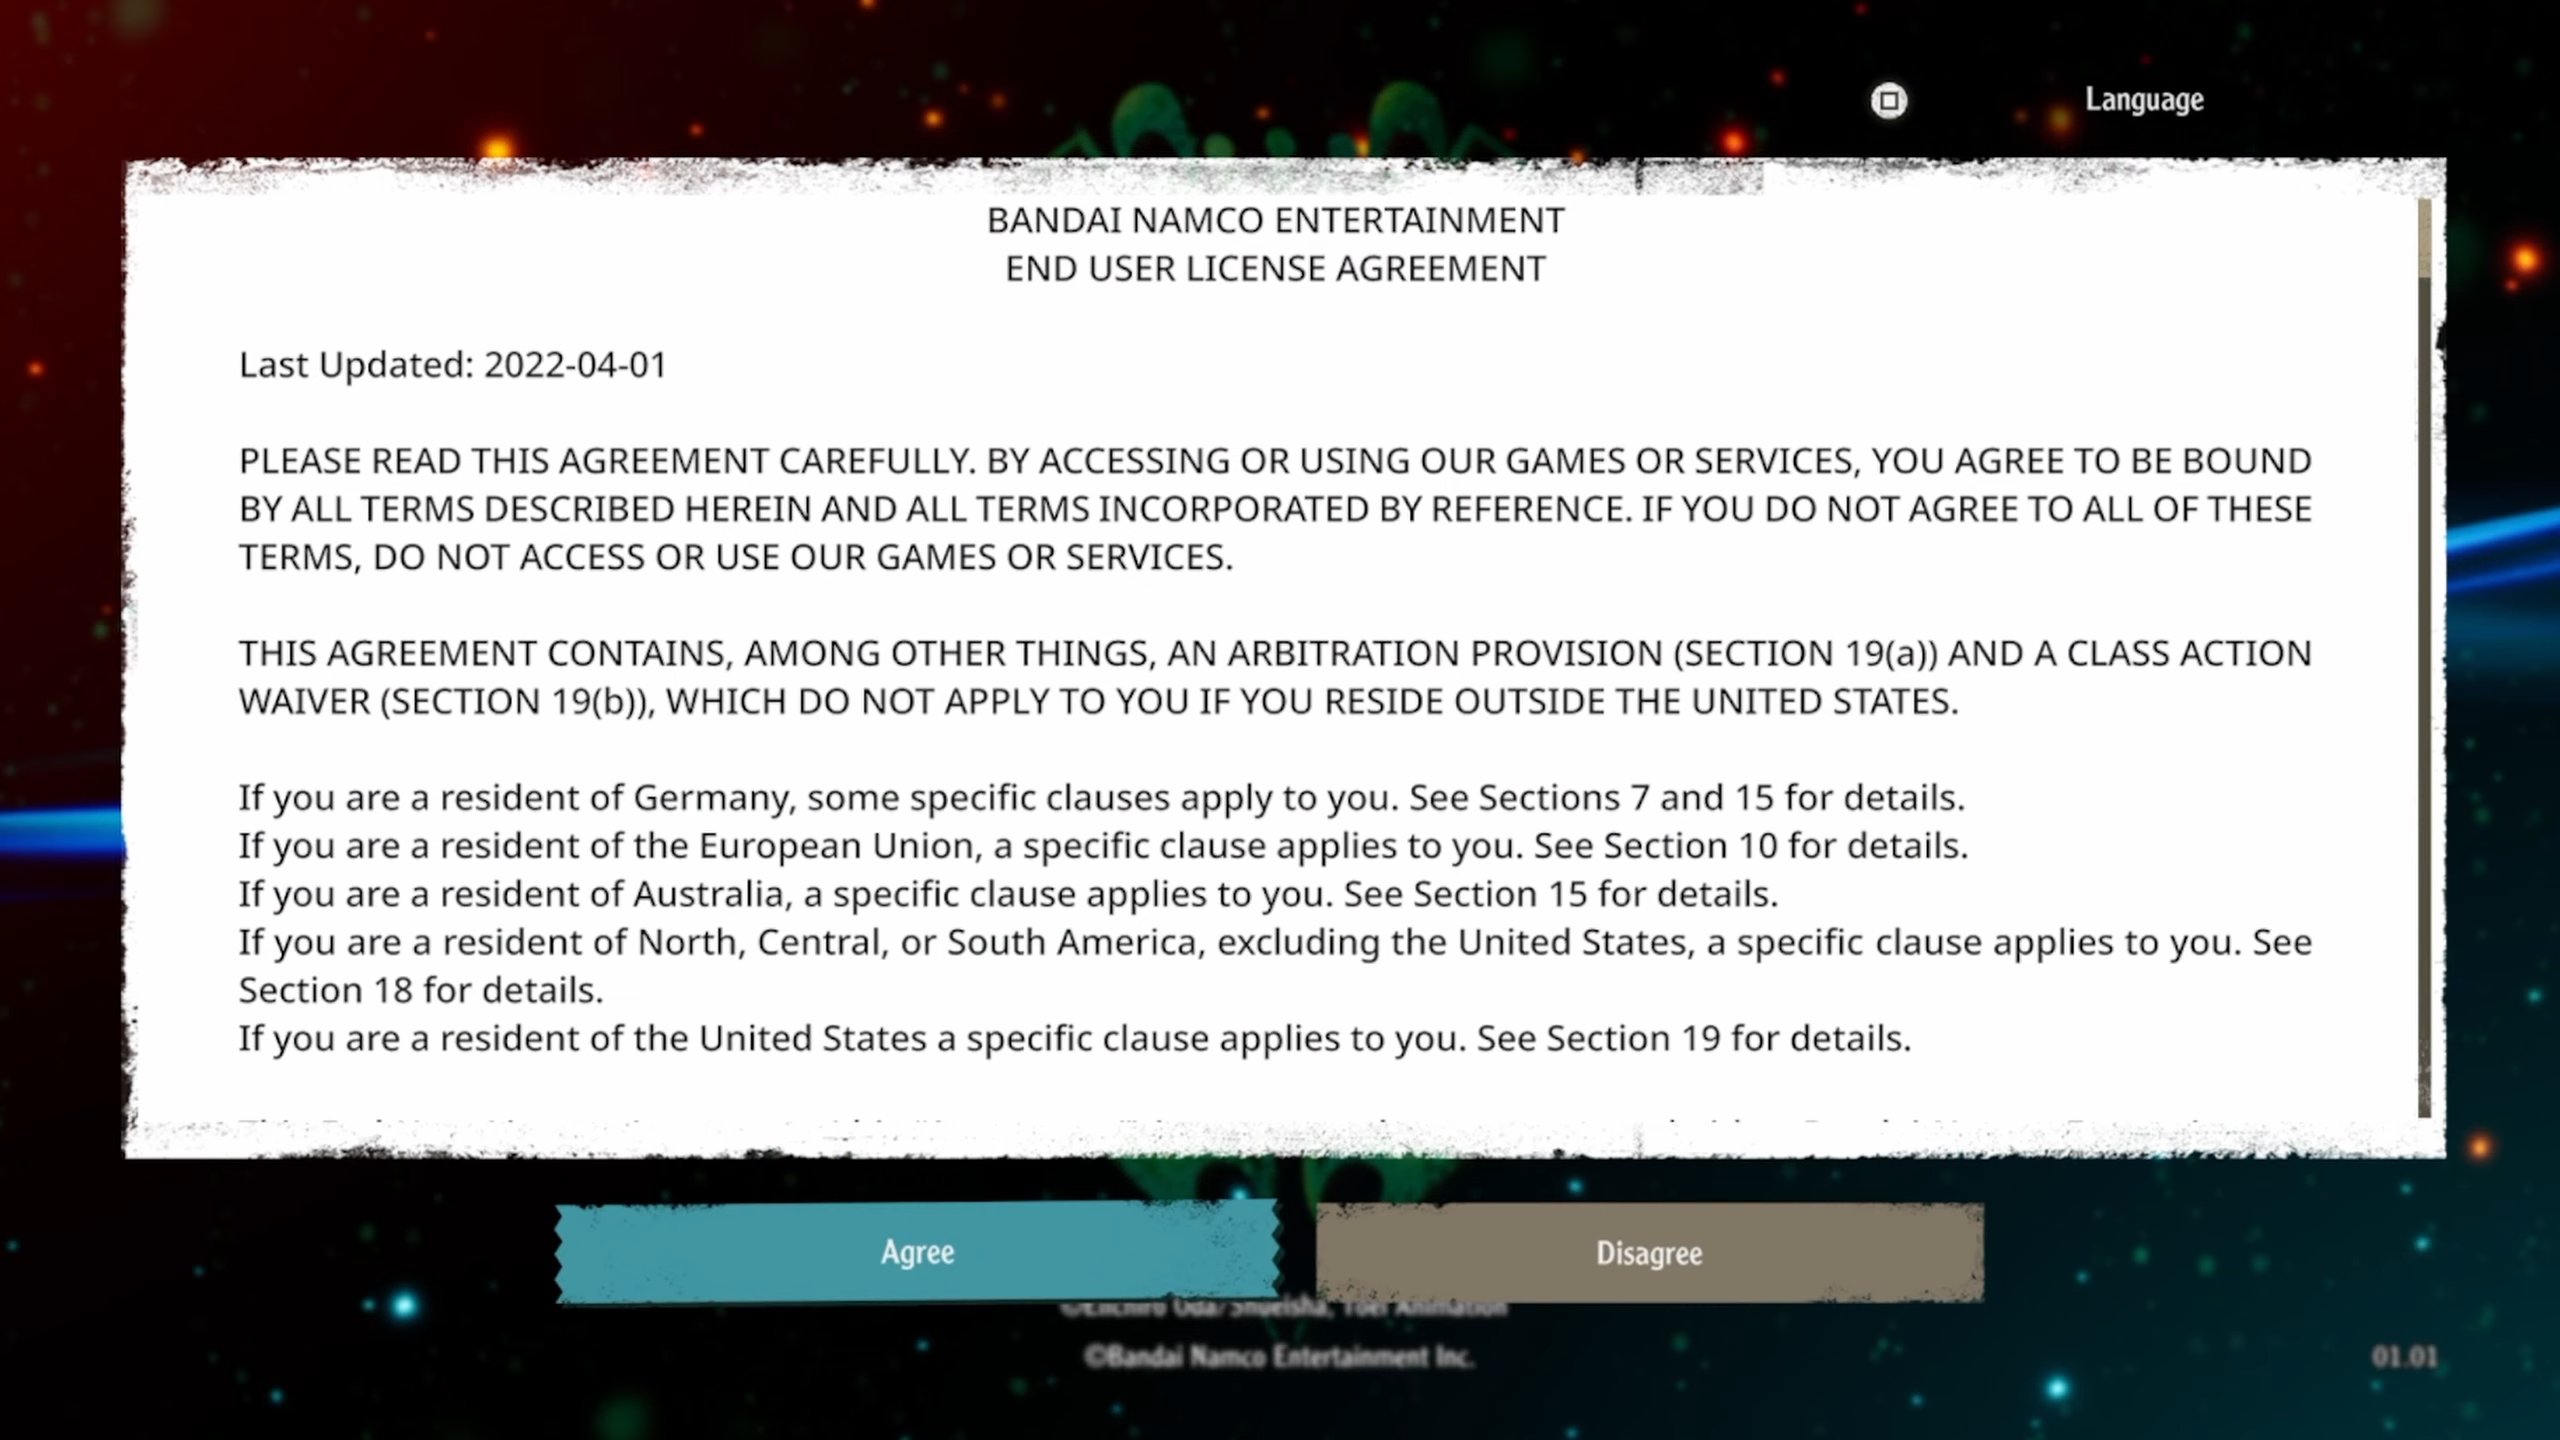 Language
BANDAI NAMCO ENTERTAINMENT
END USER LICENSE AGREEMENT
Last Updated: 2022-04-01
PLEASE READ THIS AGREEMENT CAREFULLY. BY ACCESSING OR USING OUR GAMES OR SERVICES, YOU AGREE TO BE BOUND
BY ALL TERMS DESCRIBED HEREIN AND ALL TERMS INCORPORATED BY REFERENCE. IF YOU DO NOT AGREE TO ALL OF THESE
TERMS, DO NOT ACCESS OR USE OUR GAMES OR SERVICES.
THIS AGREEMENT CONTAINS, AMONG OTHER THINGS, AN ARBITRATION PROVISION (SECTION 19(a)) AND A CLASS ACTION
WAIVER (SECTION 19(b)), WHICH DO NOT APPLY TO YOU IF YOU RESIDE OUTSIDE THE UNITED STATES.
If you are a resident of Germany, some specific clauses apply to you. See Sections 7 and 15 for details.
If you are a resident of the European Union, a specific clause applies to you. See Section 10 for details.
If you are a resident of Australia, a specific clause applies to you. See Section 15 for details.
If you are a resident of North, Central, or South America, excluding the United States, a specific clause applies to you. See
Section 18 for details.
If you are a resident of the United States a specific clause applies to you. See Section 19 for details.
Agree
Disagree
©Eiichiro Oda/Shueisha, Toei Animation
©Bandai Namco Entertainment Inc.
01.01